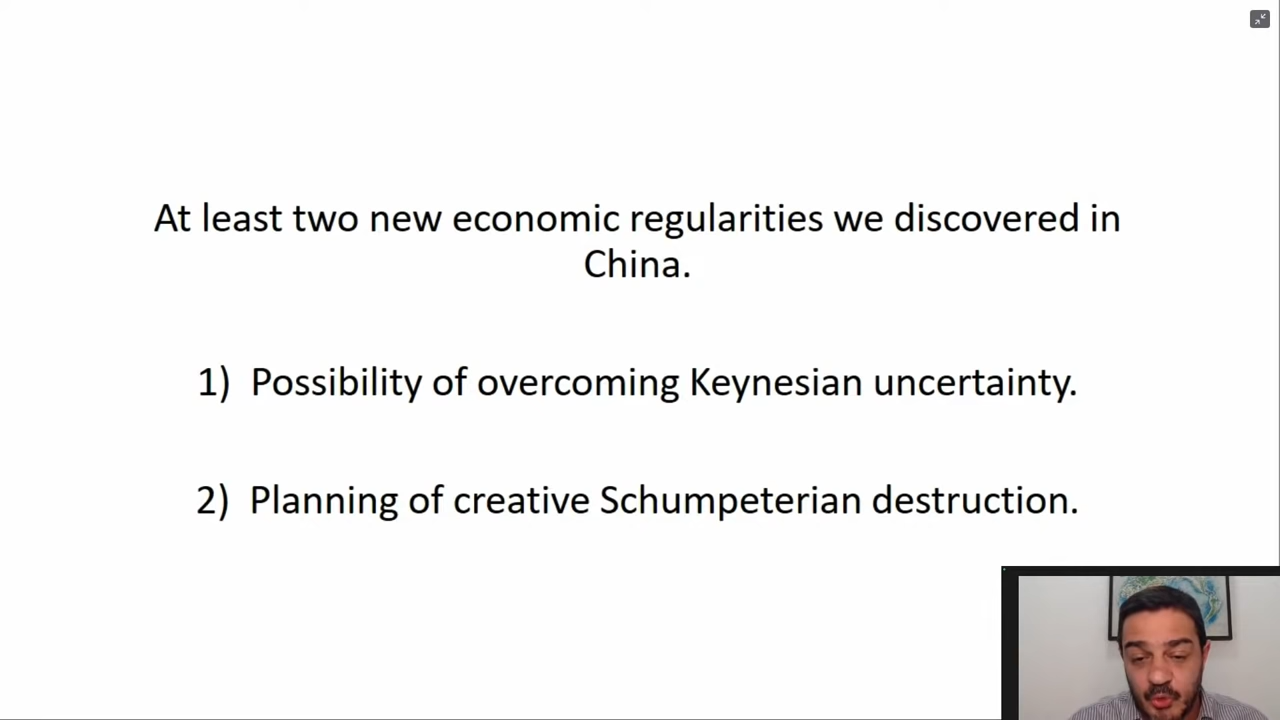 At least two new economic regularities we discovered in
China.
1) Possibility of overcoming Keynesian uncertainty.
2) Planning of creative Schumpeterian destruction.